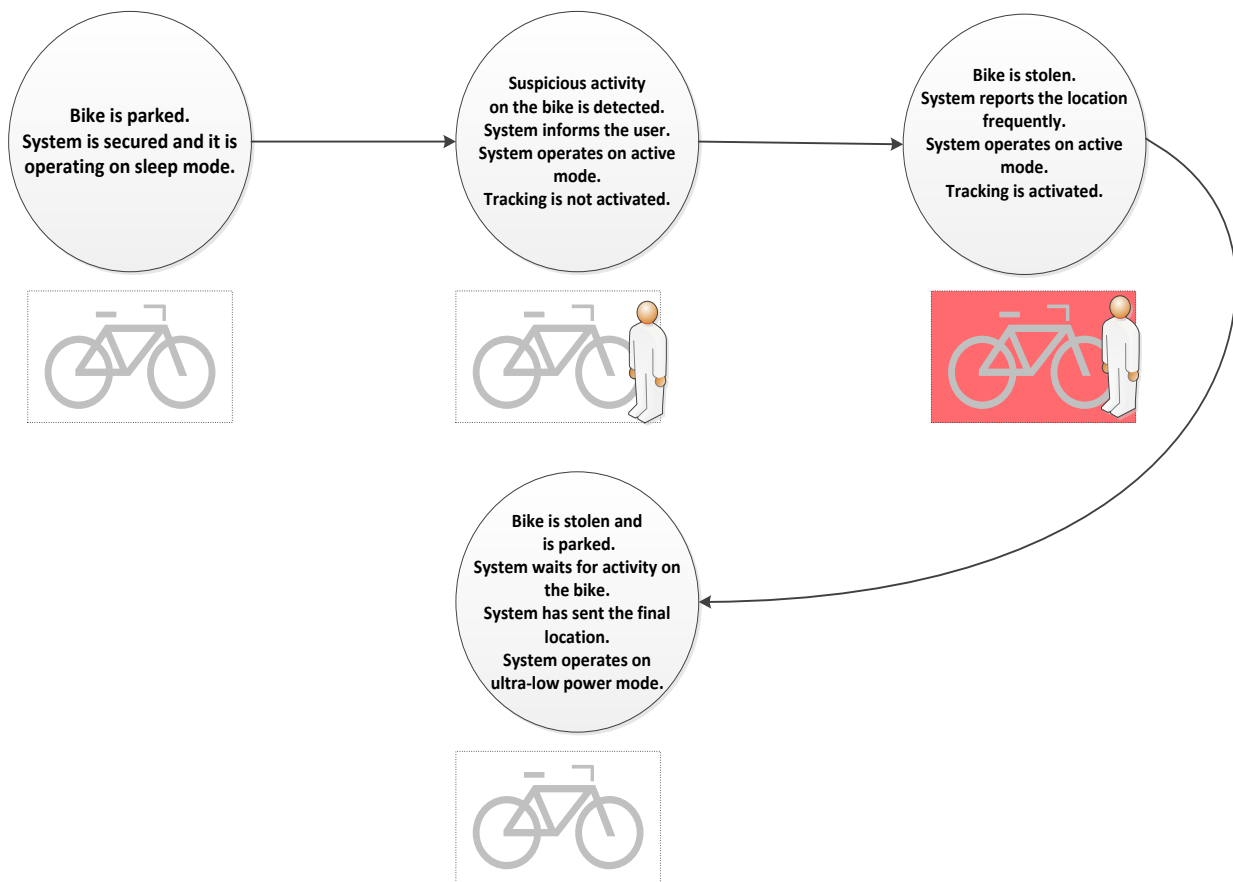 Bike is parked.
System is secured and it is
operating on sleep mode.
Suspicious activity
on the bike is detected.
System informs the user.
System operates on active
mode.
Tracking is not activated.
Bike is stolen.
System reports the location
frequently.
System operates on active
mode.
Tracking is activated.
Bike is stolen and
is parked.
System waits for activity on
the bike.
System has sent the final
location.
System operates on
ultra-low power mode.